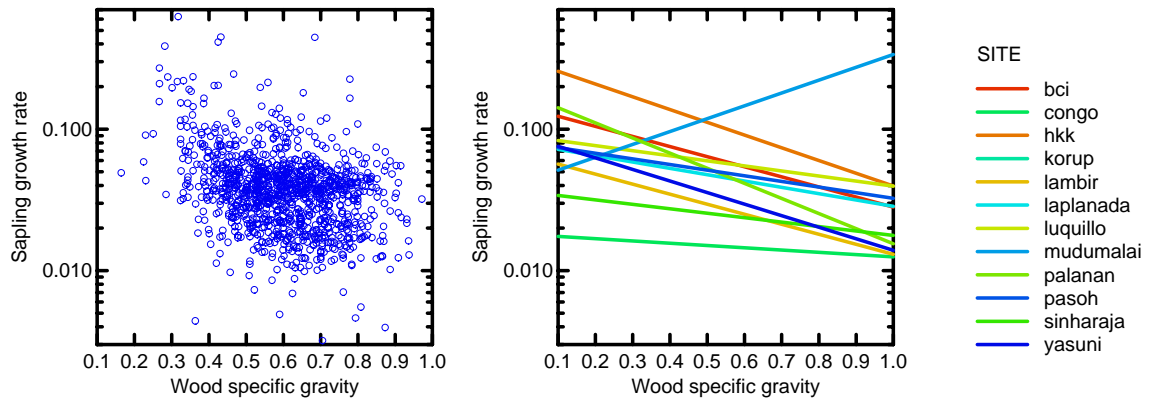 Sapling growth rate
0.100
0.010
0.1 0.2 0.3 0.4 0.5 0.6 0.7 0.8 0.9 1.0
Wood specific gravity
Sapling growth rate
0.100
0.010
0.1 0.2 0.3 0.4 0.5 0.6 0.7 0.8 0.9 1.0
Wood specific gravity
SITE
bci
congo
hkk
korup
lambir
laplanada
luquillo
mudumalai
palanan
pasoh
sinharaja
yasuni